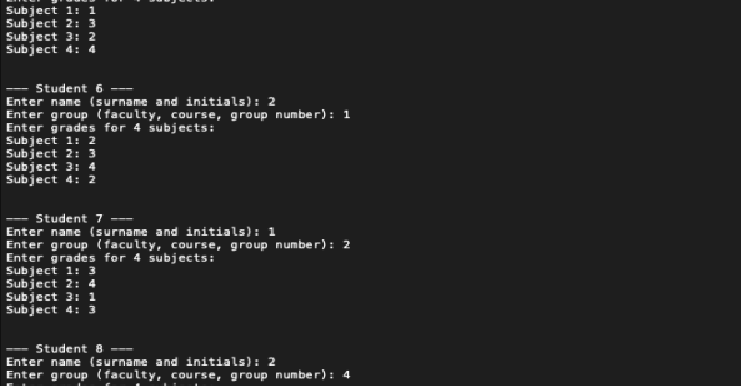 Subject 1: 1
Subject 2: 3
Subject 3: 2
Subject 4: 4
--- Student 6 ---
Enter name (surname and initials): 2
Enter group (faculty, course, group number): 1
Enter grades for 4 subjects:
Subject 1: 2
Subject 2: 3
Subject 3: 4
Subject 4: 2
--- Student 7 ---
Enter name (surname and initials): 1
Enter group (faculty, course, group number): 2
Enter grades for 4 subjects:
Subject 1: 3
Subject 2: 4
Subject 3: 1
Subject 4: 3
--- Student 8 ---
Enter name (surname and initials): 2
Enter group (faculty, course, group number): 4